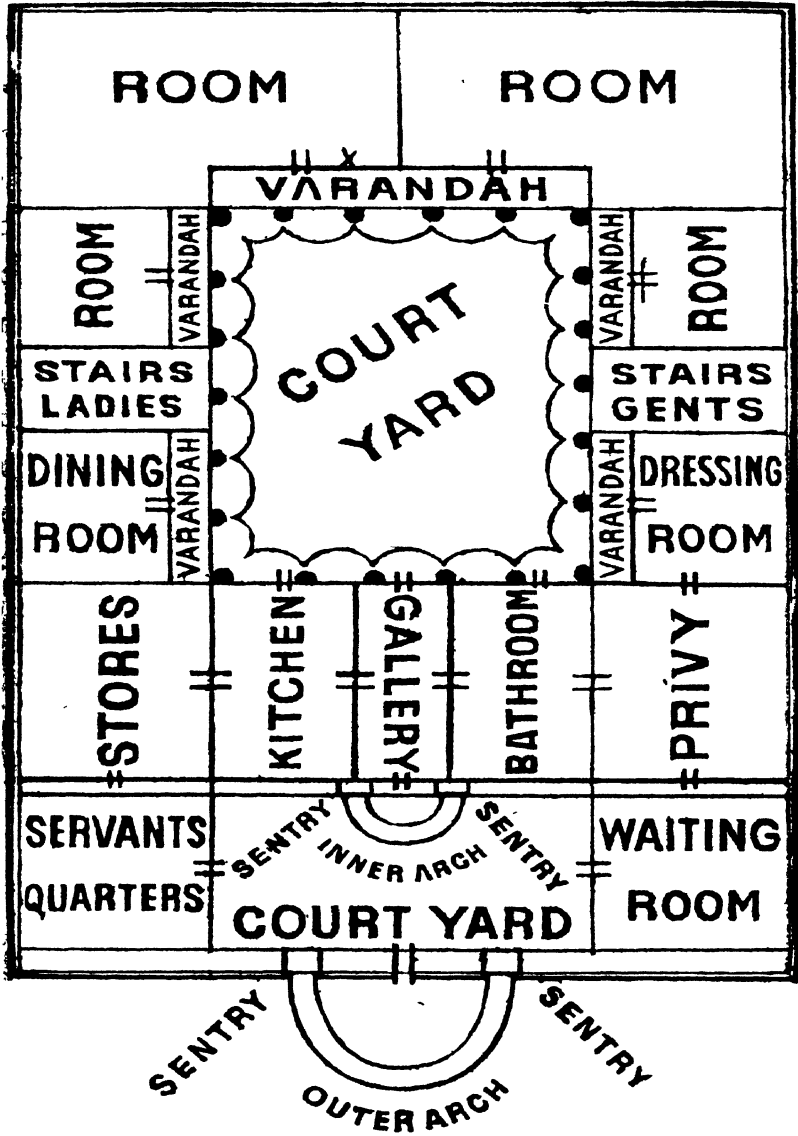 ROOM
ROOM
VARANDAH
ROOM
VARANDAH
VARANDAH
ROOM
COURT
YARD
STAIRS
LADIES
STAIRS
GENTS
DINING
ROOM
VARANDAH
VARANDAH
DRESSING
ROOM
STORES
KITCHEN
GALLERY
BATHROOM
PRIVY
SERVANTS
QUARTERS
SENTRY
INNER ARCH
SENTRY
WAITING
ROOM
COURT YARD
SENTRY
OUTER ARCH
SENTRY